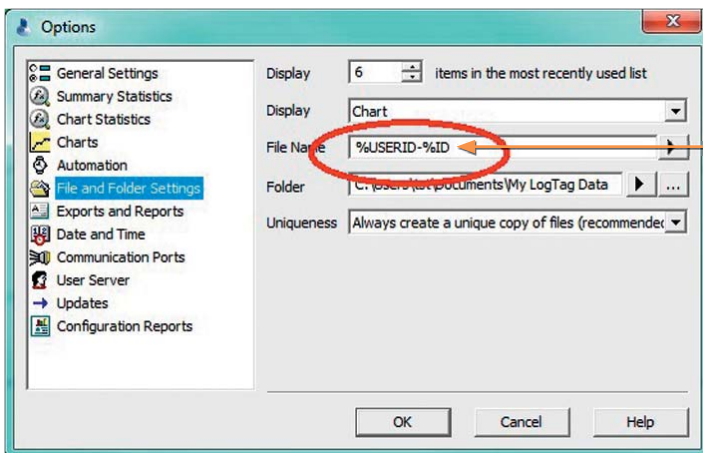 Options
General Settings
Summary Statistics
Chart Statistics
Charts
Automation
File and Folder Settings
Exports and Reports
Date and Time
Communication Ports
User Server
Updates
Configuration Reports
Display 6 items in the most recently used list
Display Chart
File Name %USERID-%ID
Folder My LogTag Data ...
Uniqueness Always create a unique copy of files (recommended
OK Cancel Help